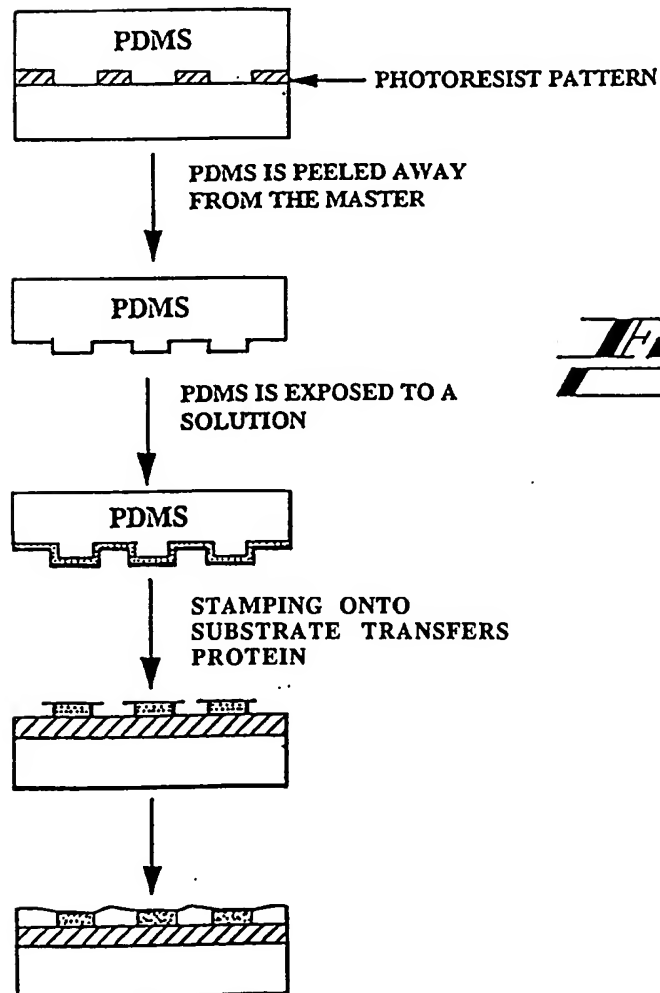 PDMS
PHOTORESIST PATTERN
PDMS IS PEELED AWAY
FROM THE MASTER
PDMS
PDMS IS EXPOSED TO A
SOLUTION
F
PDMS
STAMPING ONTO
SUBSTRATE TRANSFERS
PROTEIN